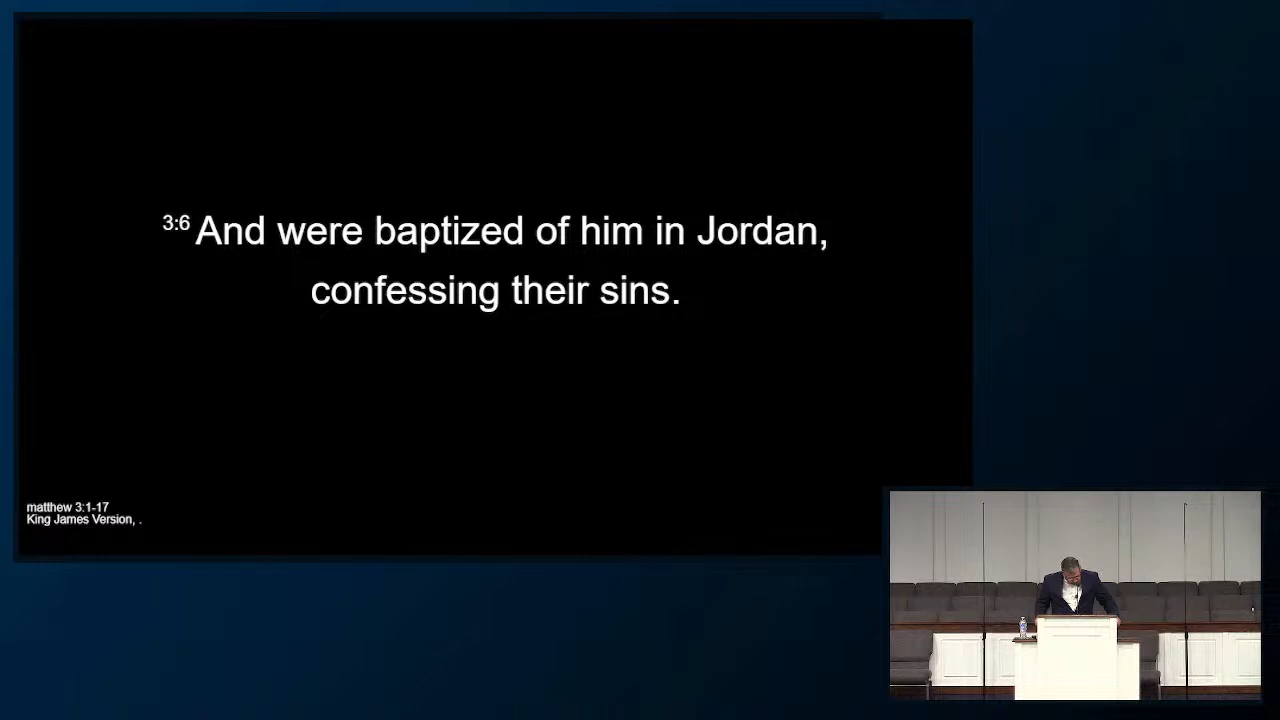 3:6 And were baptized of him in Jordan,
confessing their sins.
matthew 3:1-17
King James Version, .